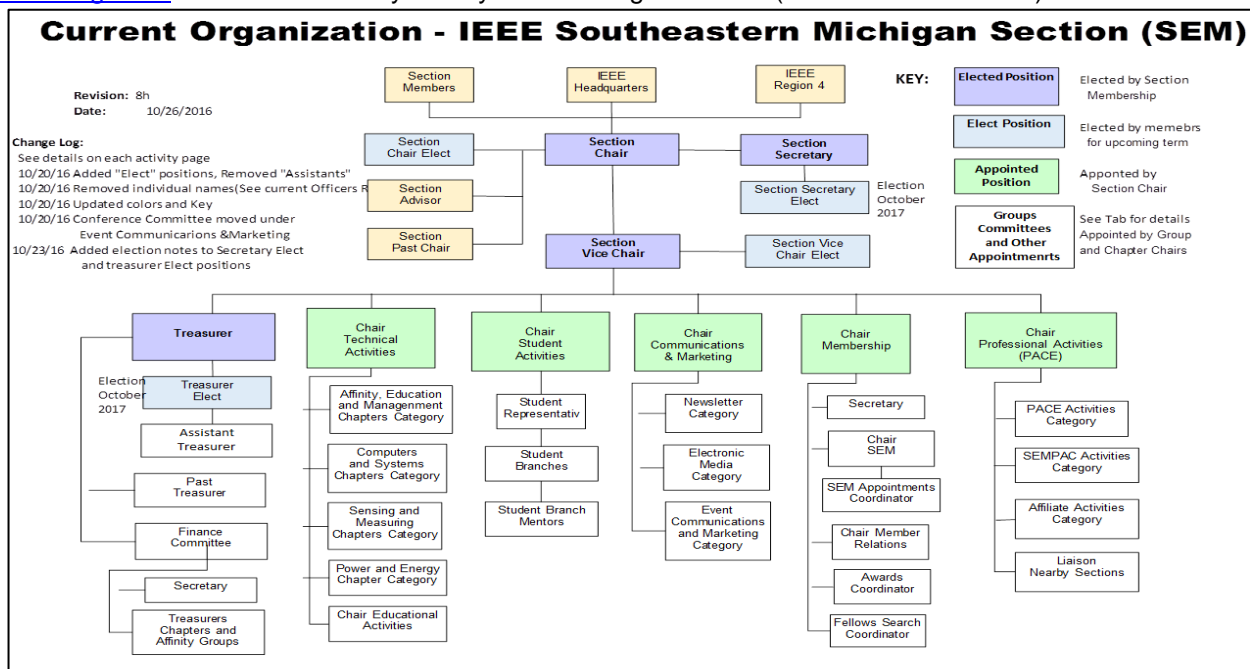 Current Organization - IEEE Southeastern Michigan Section (SEM)
Revision: 8h
Date: 10/26/2016
Change Log:
See details on each activity page
10/20/16 Added "Elect" positions, Removed "Assistants"
10/20/16 Removed individual names(See current Officers R
10/20/16 Updated colors and Key
10/20/16 Conference Committee moved under
Event Communicarions &Marketing
10/23/16 Added election notes to Secretary Elect
and treasurer Elect positions
Section
Members
IEEE
Headquarters
IEEE
Region 4
Section
Chair Elect
Section
Chair
Section
Secretary
Section
Advisor
Section Secretary
Elect
Election
October
2017
Section
Past Chair
Section
Vice Chair
Section Vice
Chair Elect
KEY:
Elected Position
Elected by Section
Membership
Elect Position
Elected by memebrs
for upcoming term
Appointed
Position
Apponted by
Section Chair
Groups
Committees
and Other
Appointmenrts
See Tab for details
Appointed by Group
and Chapter Chairs
Treasurer
Election
October
2017
Treasurer
Elect
Assistant
Treasurer
Past
Treasurer
Finance
Committee
Secretary
Treasurers
Chapters and
Affinity Groups
Chair
Technical
Activities
Affinity, Education
and Management
Chapters Category
Computers
and Systems
Chapters Category
Sensing and
Measuring
Chapters Category
Power and Energy
Chapter Category
Chair Educational
Activities
Chair
Student
Activities
Student
Representativ
Student
Branches
Student Branch
Mentors
Chair
Communications
& Marketing
Newsletter
Category
Electronic
Media
Category
Event
Communications
and Marketing
Category
Chair
Membership
Secretary
Chair
SEM
SEM Appointments
Coordinator
Chair Member
Relations
Awards
Coordinator
Fellows Search
Coordinator
Chair
Professional Activities
(PACE)
PACE Activities
Category
SEMPAC Activities
Category
Affiliate Activities
Category
Liaison
Nearby Sections